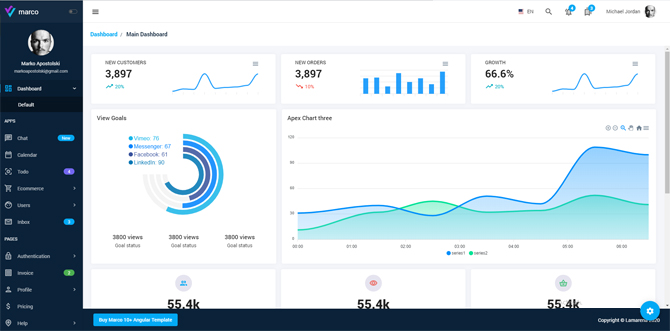 marco
EN
4
3
Michael Jordan
Marko Apostolski
markoapostolski@gmail.com
Dashboard
Default
APPS
Chat New
Calendar
Todo
Ecommerce
Users
Inbox
PAGES
Authentication
Invoice
Profile
Pricing
Help
Dashboard / Main Dashboard
NEW CUSTOMERS
3,897
20%
NEW ORDERS
3,897
10%
GROWTH
66.6%
20%
View Goals
Vimeo: 76
Messenger: 67
Facebook: 61
LinkedIn: 90
3800 views
Goal status
3800 views
Goal status
3800 views
Goal status
Apex Chart three
120
90
60
30
0
00:00 01:00 02:00 03:00 04:00 05:00 06:00
series1 series2
55.4k
55.4k
55.4k
Buy Marco 10+ Angular Template
Copyright © Lamarena 2020